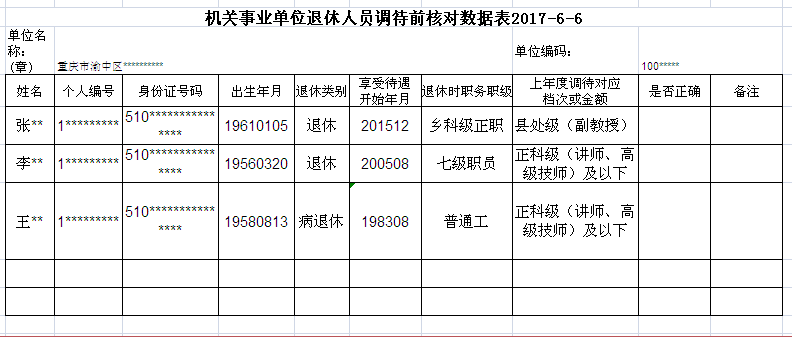 机关事业单位退休人员调待前核对数据表2017-6-6
单位名称：（章） 重庆市渝中区********** 单位编码： 100*****
姓名 个人编号 身份证号码 出生年月 退休类别 享受待遇开始年月 退休时职务职级 上年度调待对应档次或金额 是否正确 备注
张** 1********* 510***************** 19610105 退休 201512 乡科级正职 县处级（副教授）
李** 1********* 510***************** 19560320 退休 200508 七级职员 正科级（讲师、高级技师）及以下
王** 1********* 510***************** 19580813 病退休 198308 普通工 正科级（讲师、高级技师）及以下